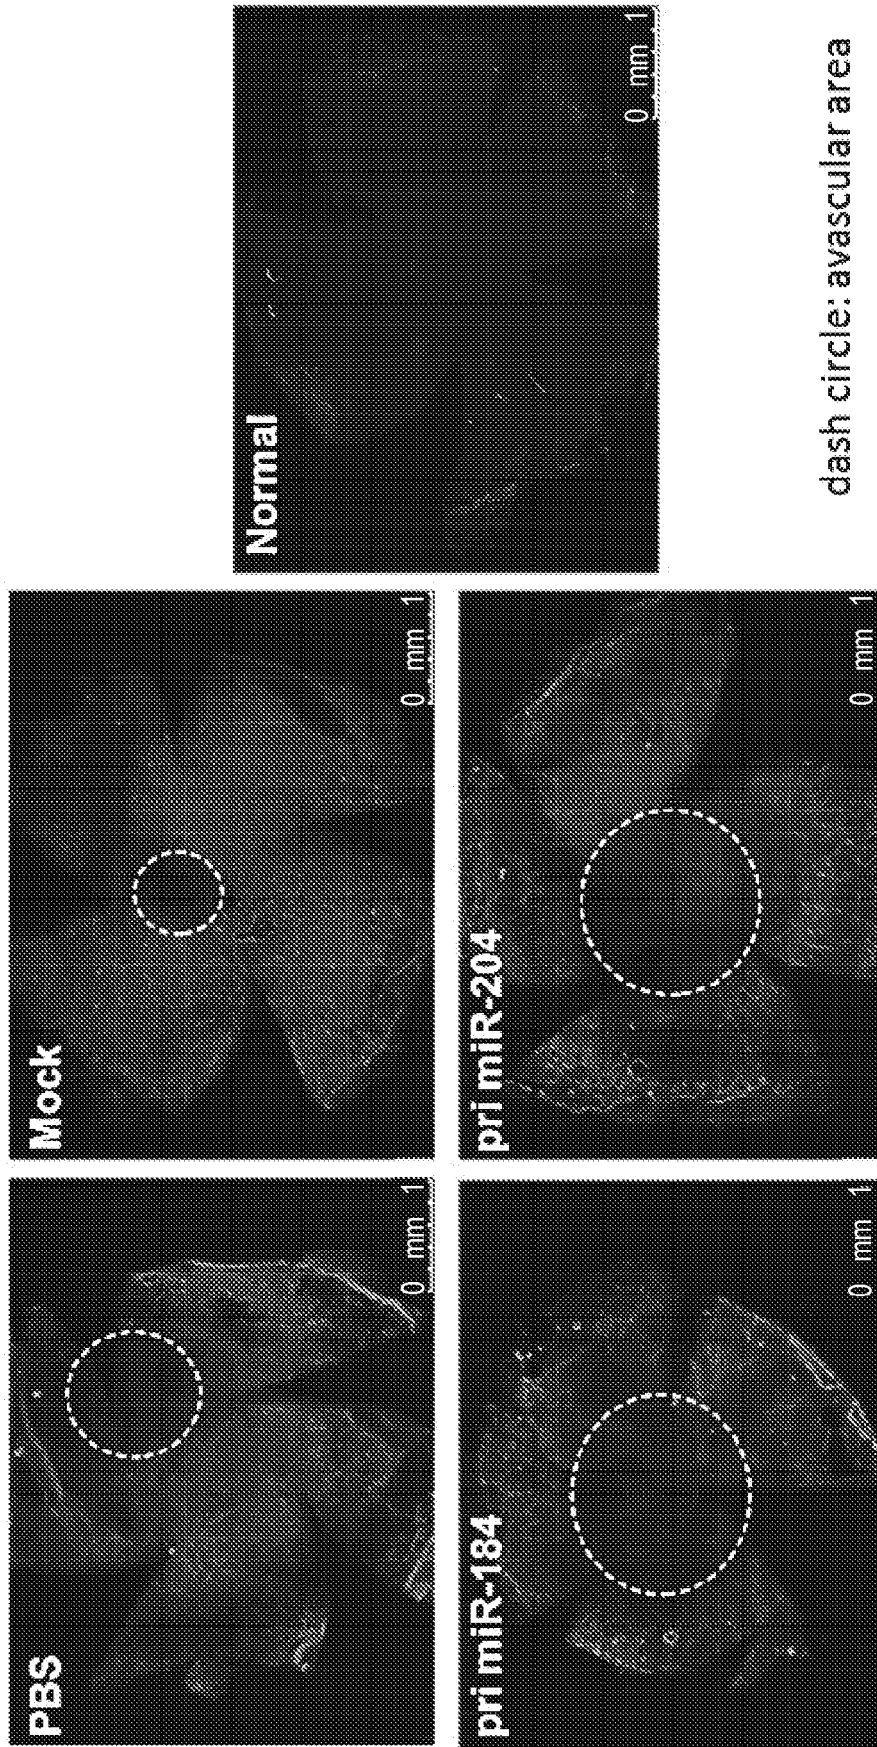 PBS
0 mm 1
Mock
0 mm 1
Normal
0 mm 1
pri miR-184
0 mm 1
pri miR-204
0 mm 1
dash circle: avascular area